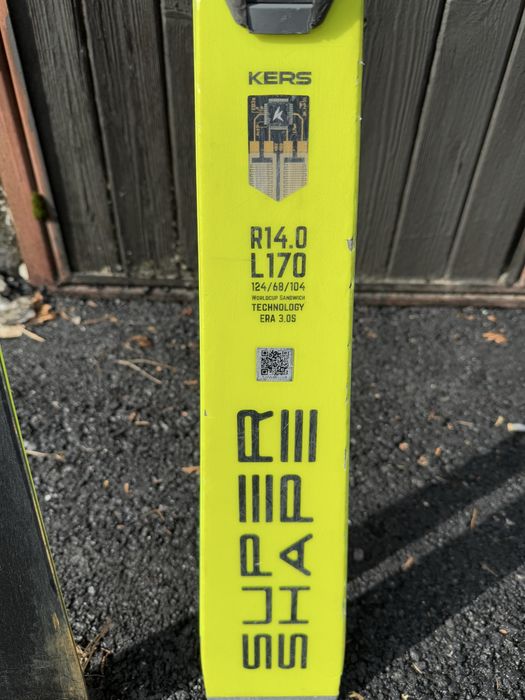 KERS
R14.0
L170
124/68/104
WORLDCUP SANDWICH
TECHNOLOGY
ERA 3.0S
SUPER
SHAPE